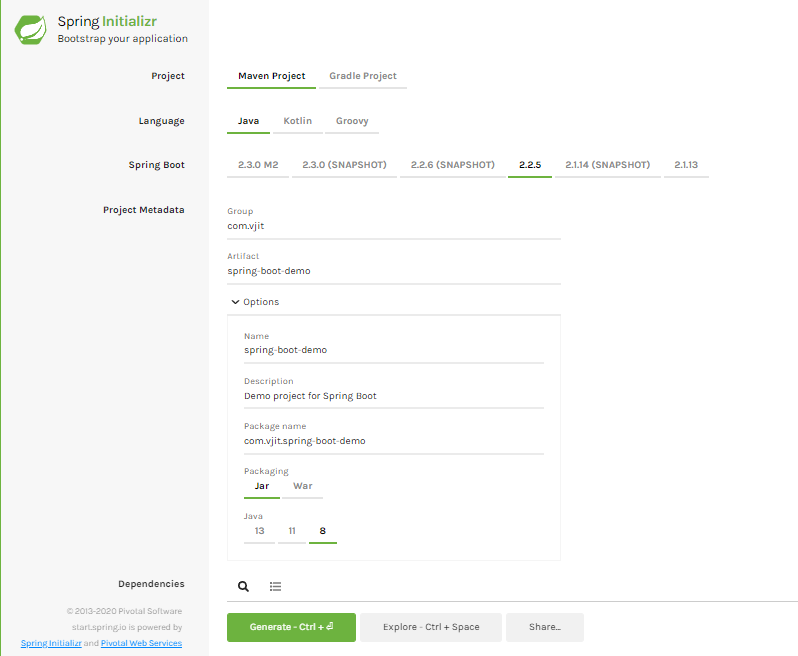 Spring Initializr
Bootstrap your application
Project
Maven Project Gradle Project
Language
Java Kotlin Groovy
Spring Boot
2.3.0 M2 2.3.0 (SNAPSHOT) 2.2.6 (SNAPSHOT) 2.2.5 2.1.14 (SNAPSHOT) 2.1.13
Project Metadata
Group
com.vjit
Artifact
spring-boot-demo
Options
Name
spring-boot-demo
Description
Demo project for Spring Boot
Package name
com.vjit.spring-boot-demo
Packaging
Jar War
Java
13 11 8
Dependencies
© 2013-2020 Pivotal Software
start.spring.io is powered by
Spring Initializr and Pivotal Web Services
Generate - Ctrl + ⏎ Explore - Ctrl + Space Share...